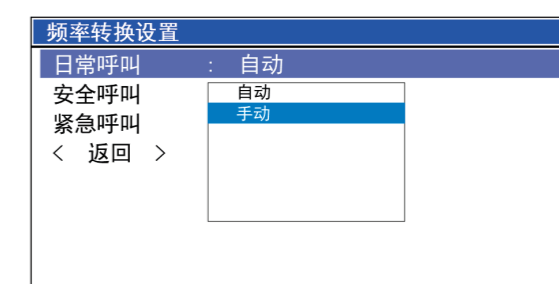 频率转换设置
日常呼叫 : 自动
安全呼叫 自动
紧急呼叫 手动
< 返回 >